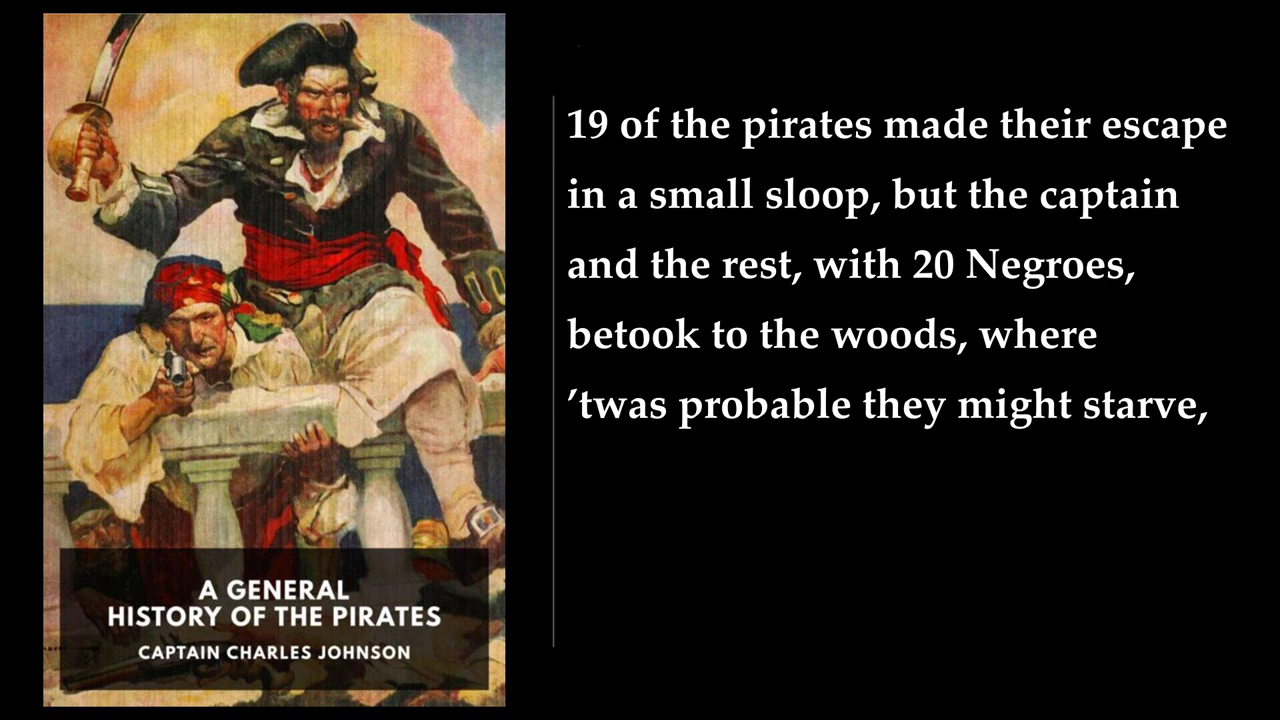 A GENERAL
HISTORY OF THE PIRATES
CAPTAIN CHARLES JOHNSON
19 of the pirates made their escape
in a small sloop, but the captain
and the rest, with 20 Negroes,
betook to the woods, where
’twas probable they might starve,